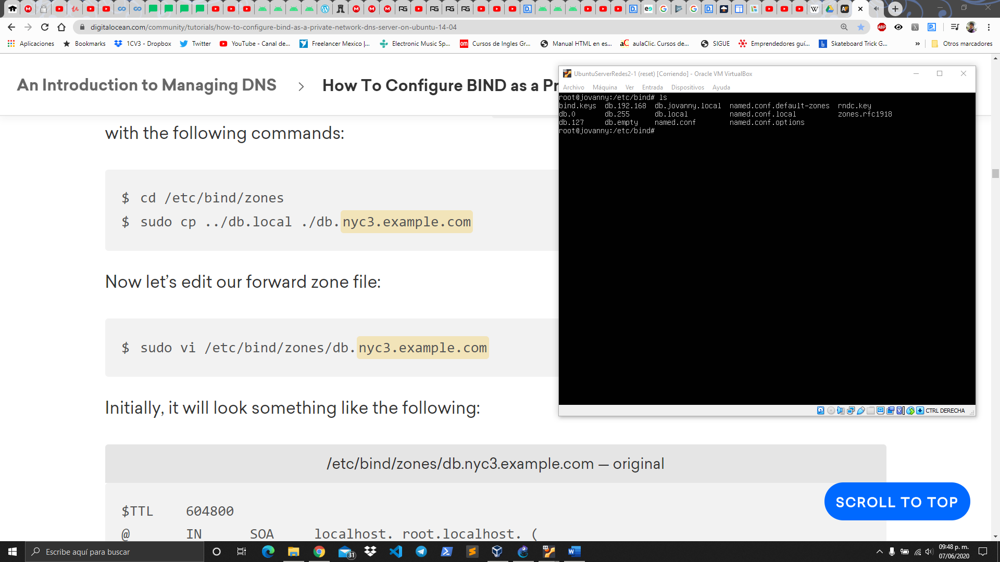 digitalocean.com/community/tutorials/how-to-configure-bind-as-a-private-network-dns-server-on-ubuntu-14-04
Aplicaciones Bookmarks 1CV3 - Dropbox Twitter YouTube - Canal de... Freelancer Mexico |... Electronic Music Sp... Cursos de Ingles Gr... Manual HTML en es... aulaClic. Cursos de... SIGUE Emprendedores guí... Skateboard Trick G... » Otros marcadores
An Introduction to Managing DNS > How To Configure BIND as a Pr
with the following commands:
$ cd /etc/bind/zones
$ sudo cp ../db.local ./db.nyc3.example.com
Now let’s edit our forward zone file:
$ sudo vi /etc/bind/zones/db.nyc3.example.com
Initially, it will look something like the following:
/etc/bind/zones/db.nyc3.example.com — original
$TTL 604800
@ IN SOA localhost. root.localhost. (
SCROLL TO TOP
UbuntuServerRedes2-1 (reset) [Corriendo] - Oracle VM VirtualBox
Archivo Máquina Ver Entrada Dispositivos Ayuda
root@jovanny:/etc/bind# ls
bind.keys db.192.168 db.jovanny.local named.conf.default-zones rndc.key
db.0 db.255 db.local named.conf.local zones.rfc1918
db.127 db.empty named.conf named.conf.options
root@jovanny:/etc/bind#
CTRL DERECHA
Escribe aquí para buscar
31
09:48 p. m.
07/06/2020